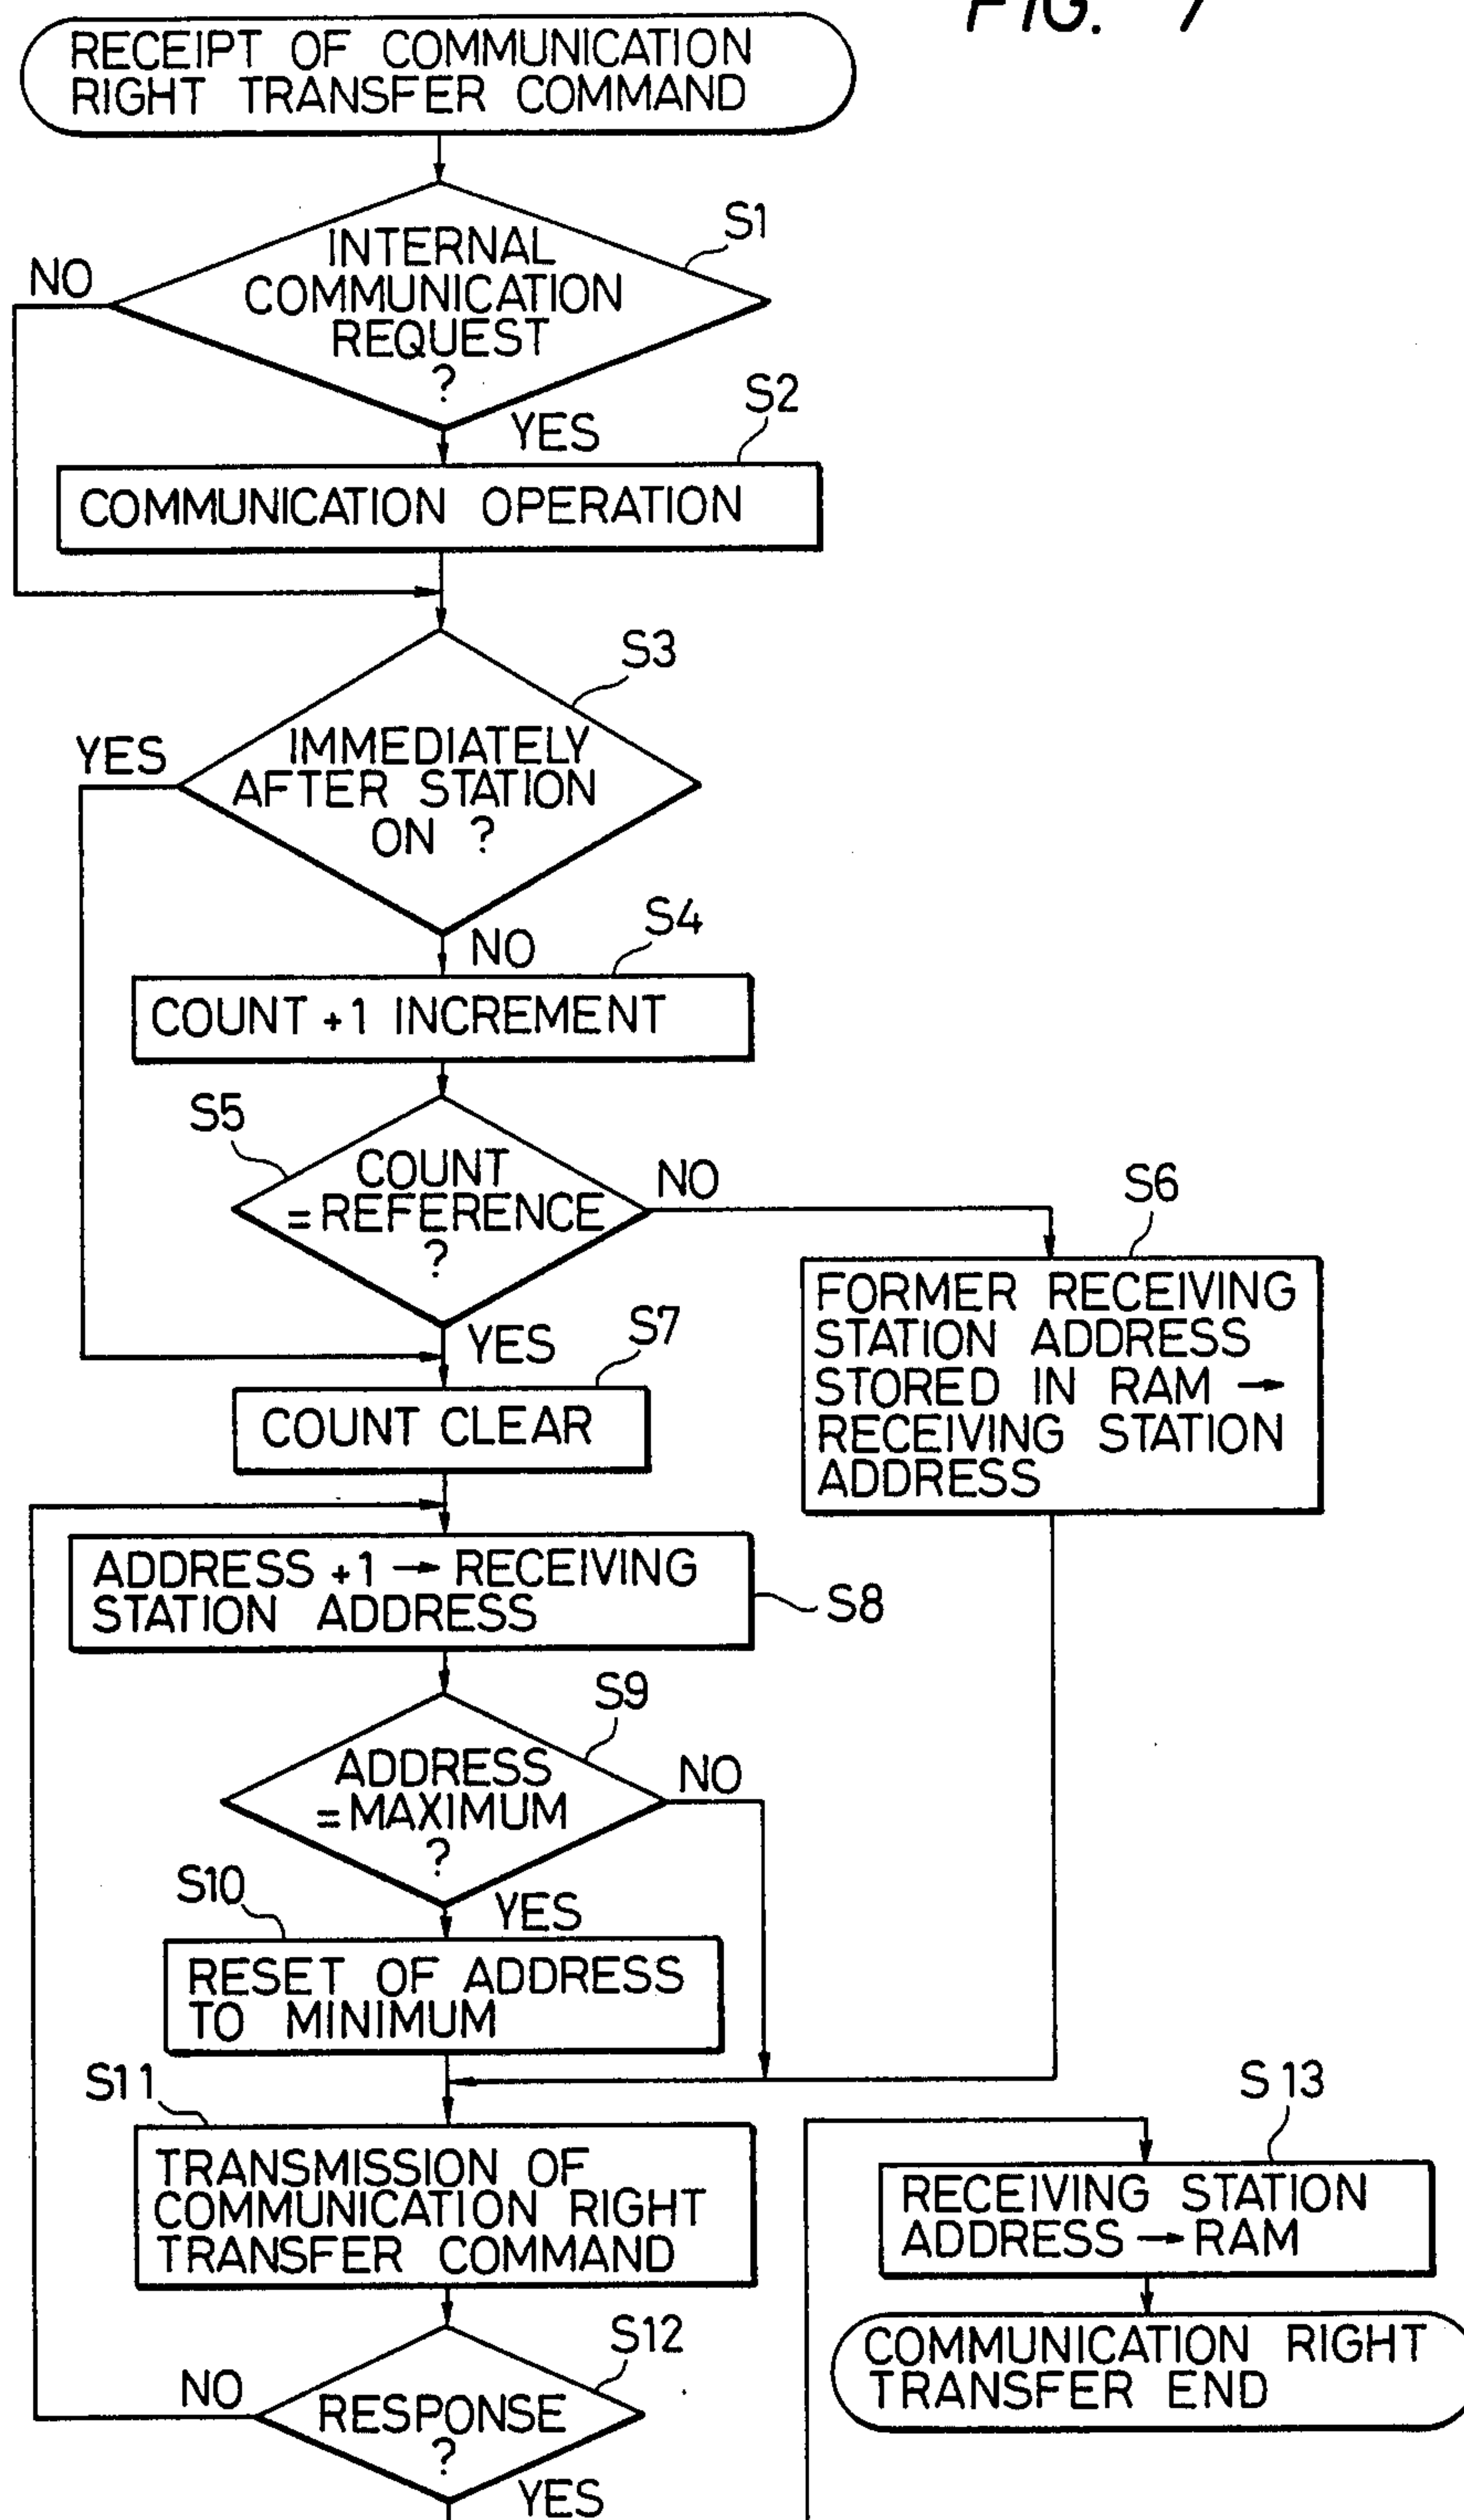 FIG. 7
RECEIPT OF COMMUNICATION
RIGHT TRANSFER COMMAND
S1
NO
INTERNAL
COMMUNICATION
REQUEST
?
S2
YES
COMMUNICATION OPERATION
S3
YES
IMMEDIATELY
AFTER STATION
ON ?
S4
NO
COUNT +1 INCREMENT
S5
COUNT
=REFERENCE
?
NO
S6
FORMER RECEIVING
STATION ADDRESS
STORED IN RAM →
RECEIVING STATION
ADDRESS
YES
S7
COUNT CLEAR
ADDRESS +1 → RECEIVING
STATION ADDRESS
S8
S9
ADDRESS
=MAXIMUM
?
NO
S10
YES
RESET OF ADDRESS
TO MINIMUM
S11
TRANSMISSION OF
COMMUNICATION RIGHT
TRANSFER COMMAND
S12
NO
RESPONSE
?
YES
S13
RECEIVING STATION
ADDRESS → RAM
COMMUNICATION RIGHT
TRANSFER END